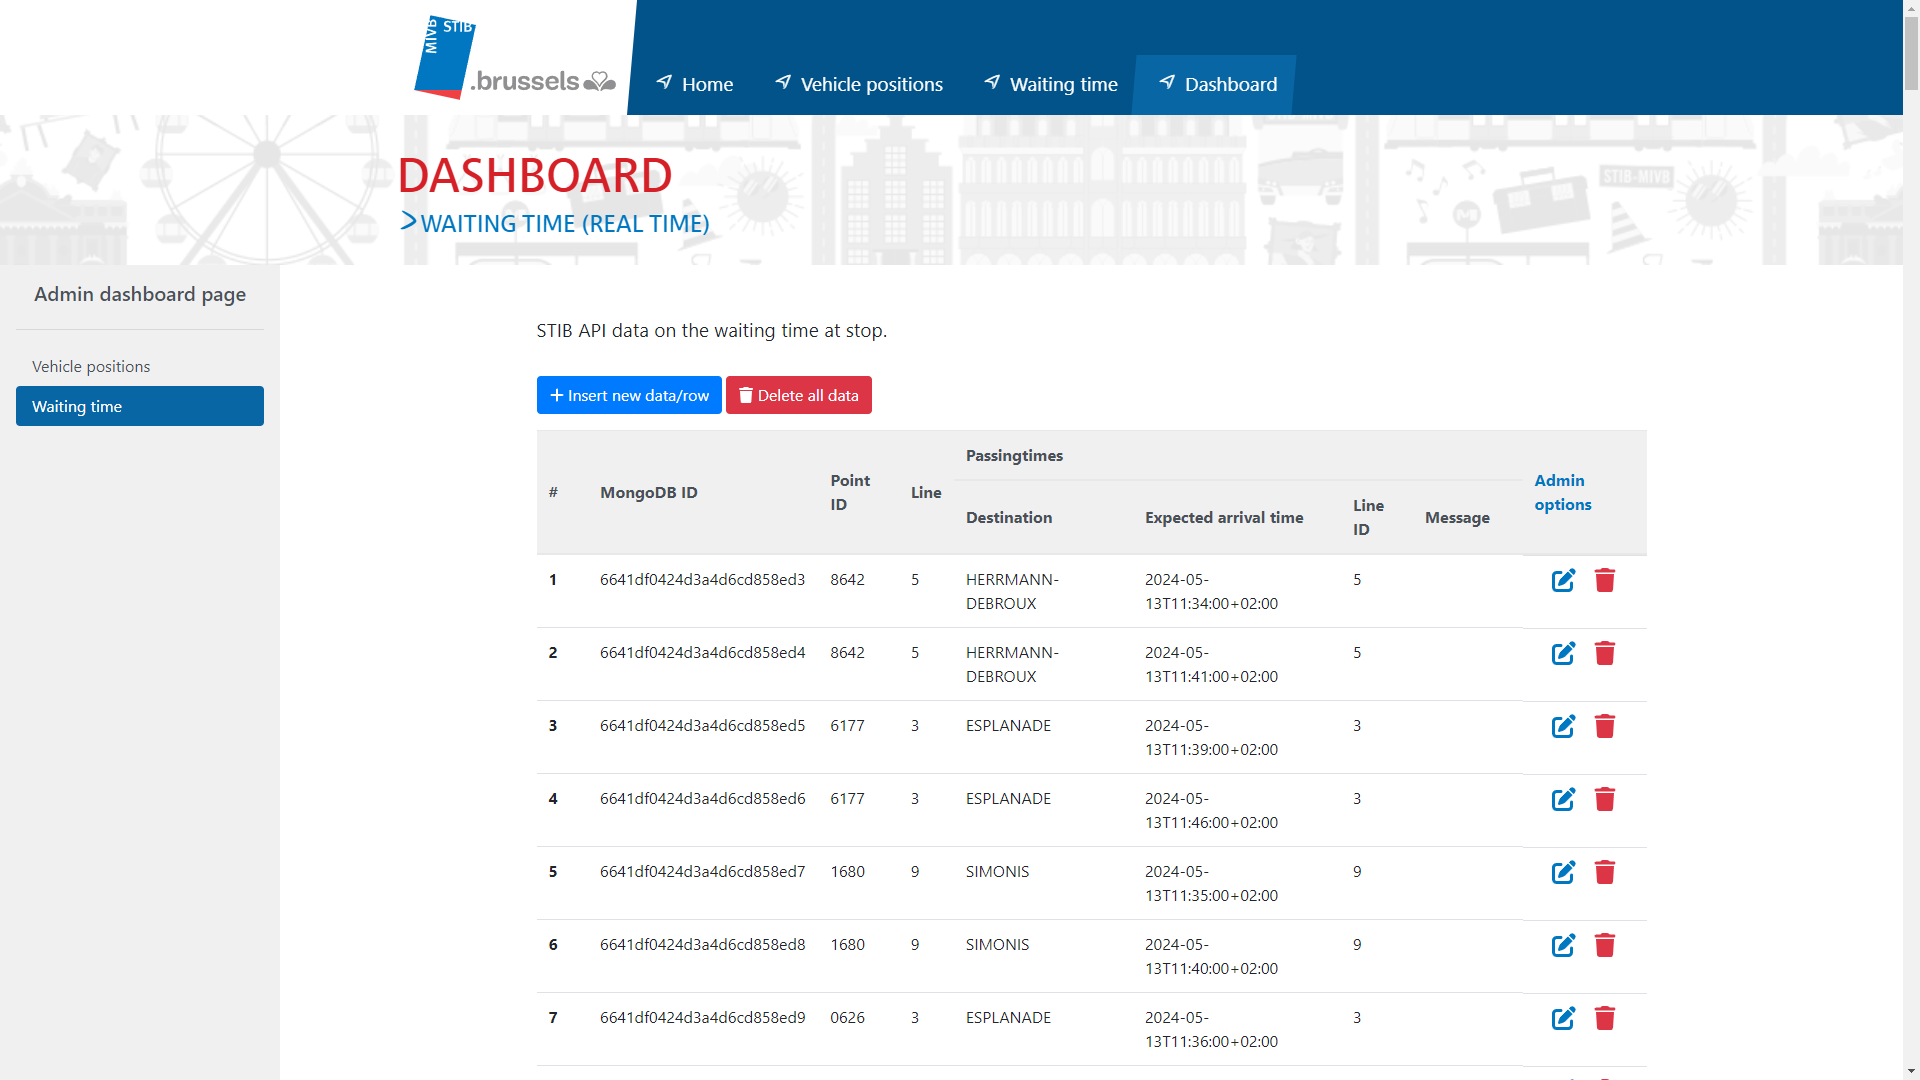 MIVB STIB
.brussels
Home Vehicle positions Waiting time Dashboard
STIB-MIVB
DASHBOARD
>WAITING TIME (REAL TIME)
Admin dashboard page
Vehicle positions
Waiting time
STIB API data on the waiting time at stop.
+ Insert new data/row Delete all data
Passingtimes
# MongoDB ID Point ID Line Destination Expected arrival time Line ID Message Admin options
1 6641df0424d3a4d6cd858ed3 8642 5 HERRMANN- 2024-05- 5
DEBROUX 13T11:34:00+02:00
2 6641df0424d3a4d6cd858ed4 8642 5 HERRMANN- 2024-05- 5
DEBROUX 13T11:41:00+02:00
3 6641df0424d3a4d6cd858ed5 6177 3 ESPLANADE 2024-05- 3
13T11:39:00+02:00
4 6641df0424d3a4d6cd858ed6 6177 3 ESPLANADE 2024-05- 3
13T11:46:00+02:00
5 6641df0424d3a4d6cd858ed7 1680 9 SIMONIS 2024-05- 9
13T11:35:00+02:00
6 6641df0424d3a4d6cd858ed8 1680 9 SIMONIS 2024-05- 9
13T11:40:00+02:00
7 6641df0424d3a4d6cd858ed9 0626 3 ESPLANADE 2024-05- 3
13T11:36:00+02:00